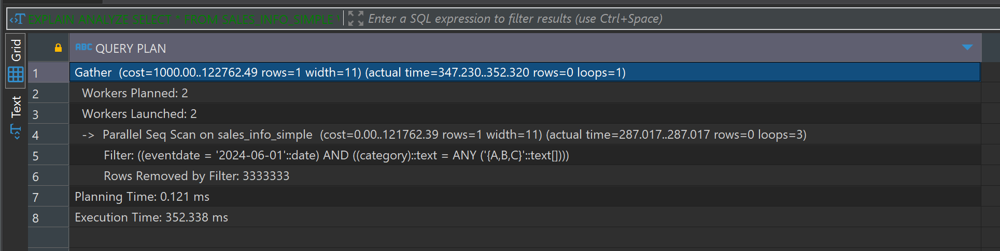 EXPLAIN ANALYZE SELECT * FROM SALES_INFO_SIMPLE Enter a SQL expression to filter results (use Ctrl+Space)
Grid
Text
ABC QUERY PLAN
1 Gather (cost=1000.00..122762.49 rows=1 width=11) (actual time=347.230..352.320 rows=0 loops=1)
2 Workers Planned: 2
3 Workers Launched: 2
4 -> Parallel Seq Scan on sales_info_simple (cost=0.00..121762.39 rows=1 width=11) (actual time=287.017..287.017 rows=0 loops=3)
5 Filter: ((eventdate = '2024-06-01'::date) AND ((category)::text = ANY ('{A,B,C}'::text[])))
6 Rows Removed by Filter: 3333333
7 Planning Time: 0.121 ms
8 Execution Time: 352.338 ms